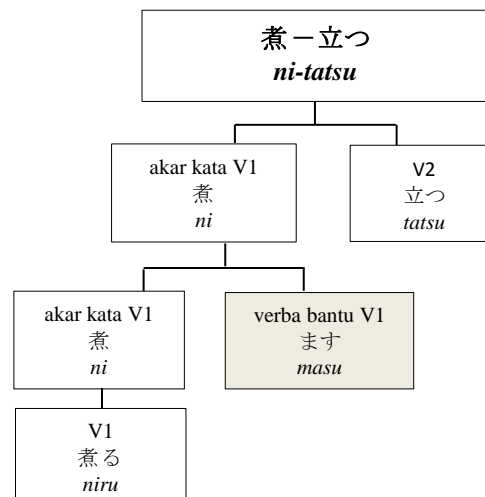 煮－立つ
ni-tatsu
akar kata V1
煮
ni
V2
立つ
tatsu
akar kata V1
煮
ni
verba bantu V1
ます
masu
V1
煮る
niru